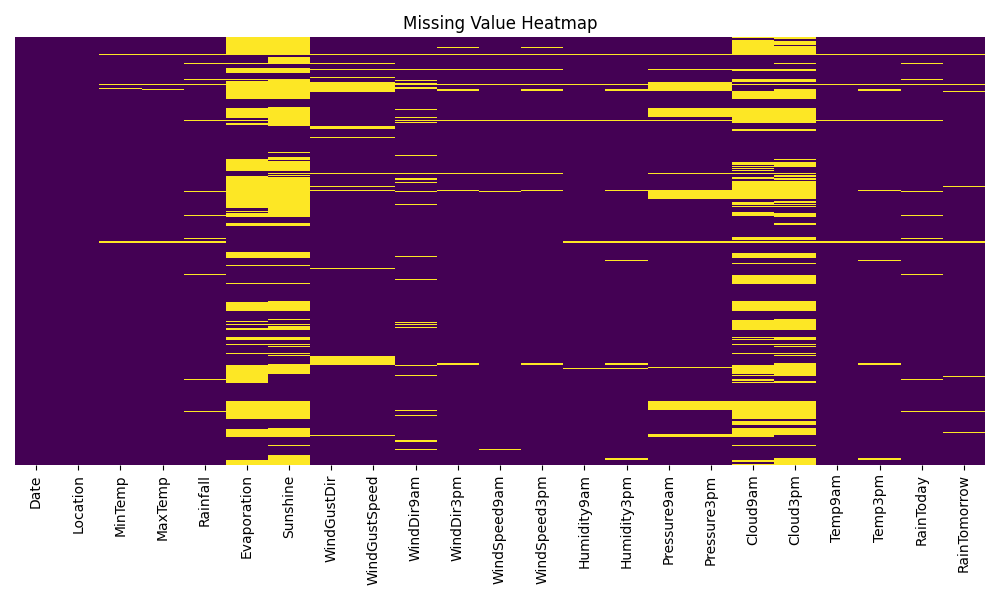 Missing Value Heatmap
Date
Location
MinTemp
MaxTemp
Rainfall
Evaporation
Sunshine
WindGustDir
WindGustSpeed
WindDir9am
WindDir3pm
WindSpeed9am
WindSpeed3pm
Humidity9am
Humidity3pm
Pressure9am
Pressure3pm
Cloud9am
Cloud3pm
Temp9am
Temp3pm
RainToday
RainTomorrow